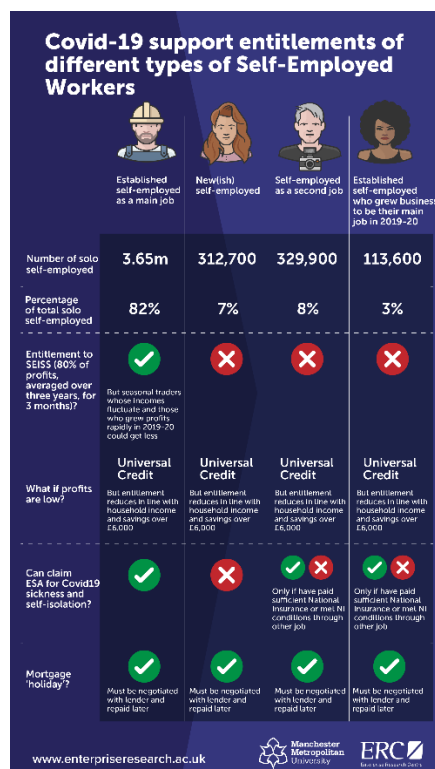 Covid-19 support entitlements of
different types of Self-Employed
Workers
Established
self-employed
as a main job
New(ish)
self-employed
Self-employed
as a second job
Established
self-employed
who grew business
to be their main
job in 2019-20
Number of solo
self-employed
3.65m
312,700
329,900
113,600
Percentage
of total solo
self-employed
82%
7%
8%
3%
Entitlement to
SEISS (80% of
profits,
averaged over
three years, for
3 months)?
But seasonal traders
whose incomes
fluctuate and those
who grew profits
rapidly in 2019-20
could get less
What if profits
are low?
Universal
Credit
But entitlement
reduces in line with
household income
and savings over
£6,000
Universal
Credit
But entitlement
reduces in line with
household income
and savings over
£6,000
Universal
Credit
But entitlement
reduces in line with
household income
and savings over
£6,000
Universal
Credit
But entitlement
reduces in line with
household income
and savings over
£6,000
Can claim
ESA for Covid19
sickness and
self-isolation?
Only if have paid
sufficient National
Insurance or met NI
conditions through
other job
Only if have paid
sufficient National
Insurance or met NI
conditions through
other job
Mortgage
'holiday'?
Must be negotiated
with lender and
repaid later
Must be negotiated
with lender and
repaid later
Must be negotiated
with lender and
repaid later
Must be negotiated
with lender and
repaid later
www.enterpriseresearch.ac.uk
Manchester
Metropolitan
University
ERC
Enterprise Research Centre